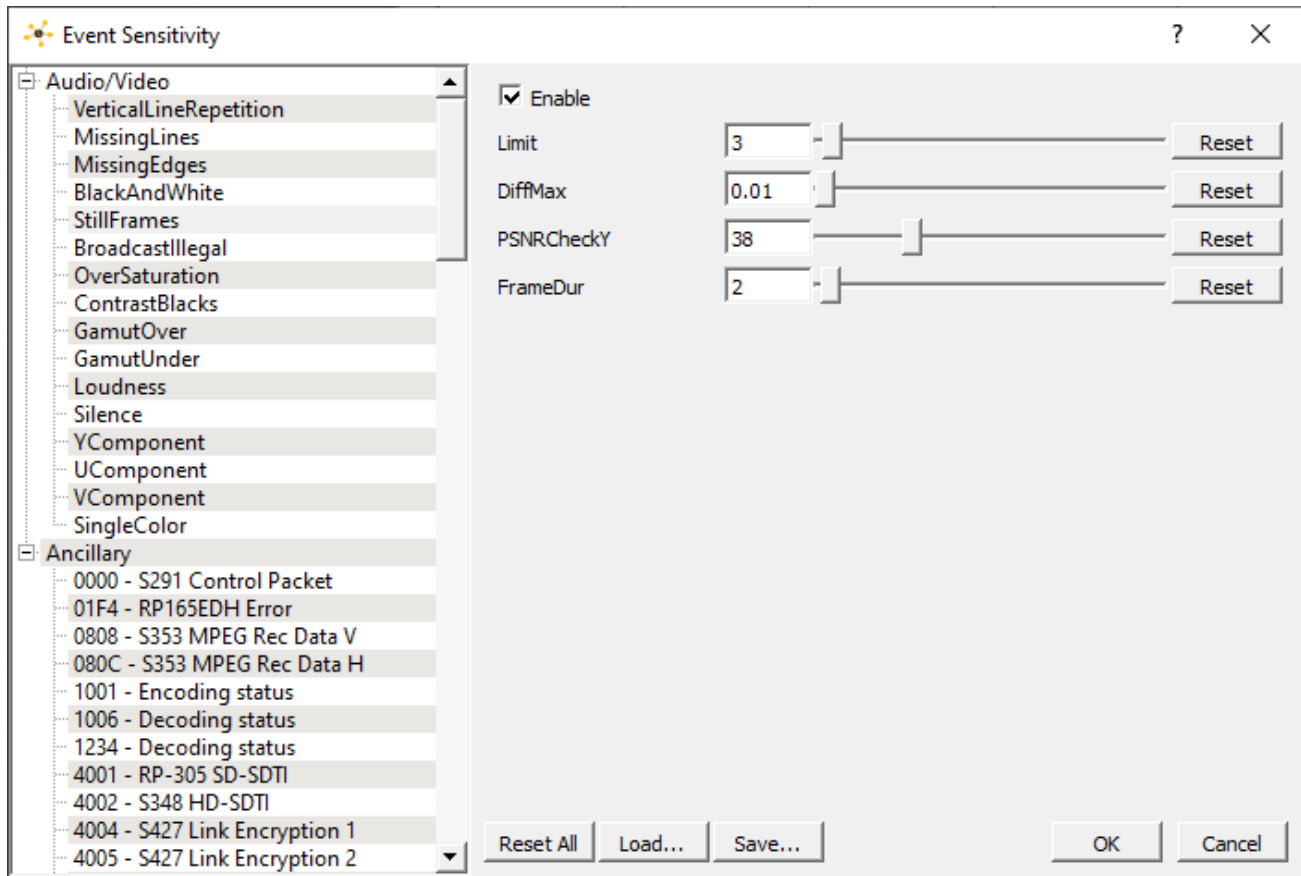 Event Sensitivity
?
Audio/Video
VerticalLineRepetition
MissingLines
MissingEdges
BlackAndWhite
StillFrames
BroadcastIllegal
OverSaturation
ContrastBlacks
GamutOver
GamutUnder
Loudness
Silence
YComponent
UComponent
VComponent
SingleColor
Ancillary
0000 - S291 Control Packet
01F4 - RP165EDH Error
0808 - S353 MPEG Rec Data V
080C - S353 MPEG Rec Data H
1001 - Encoding status
1006 - Decoding status
1234 - Decoding status
4001 - RP-305 SD-SDTI
4002 - S348 HD-SDTI
4004 - S427 Link Encryption 1
4005 - S427 Link Encryption 2
Enable
Limit 3 Reset
DiffMax 0.01 Reset
PSNRCheckY 38 Reset
FrameDur 2 Reset
Reset All Load... Save... OK Cancel